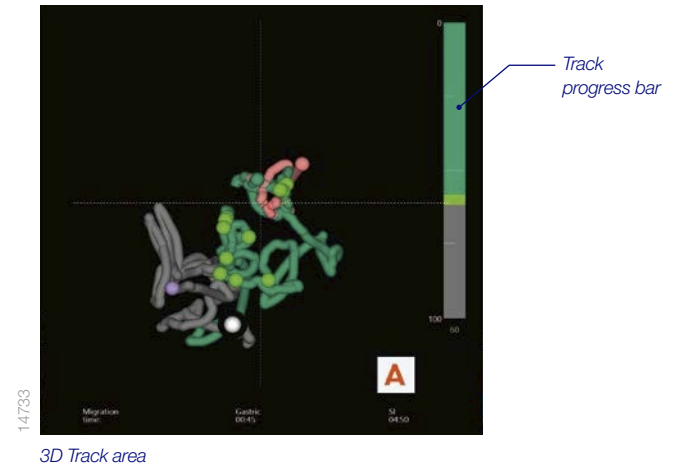 0
Track
progress bar
100
60
A
Migration
time:
Gastric
00:45
SI
04:50
14733
3D Track area